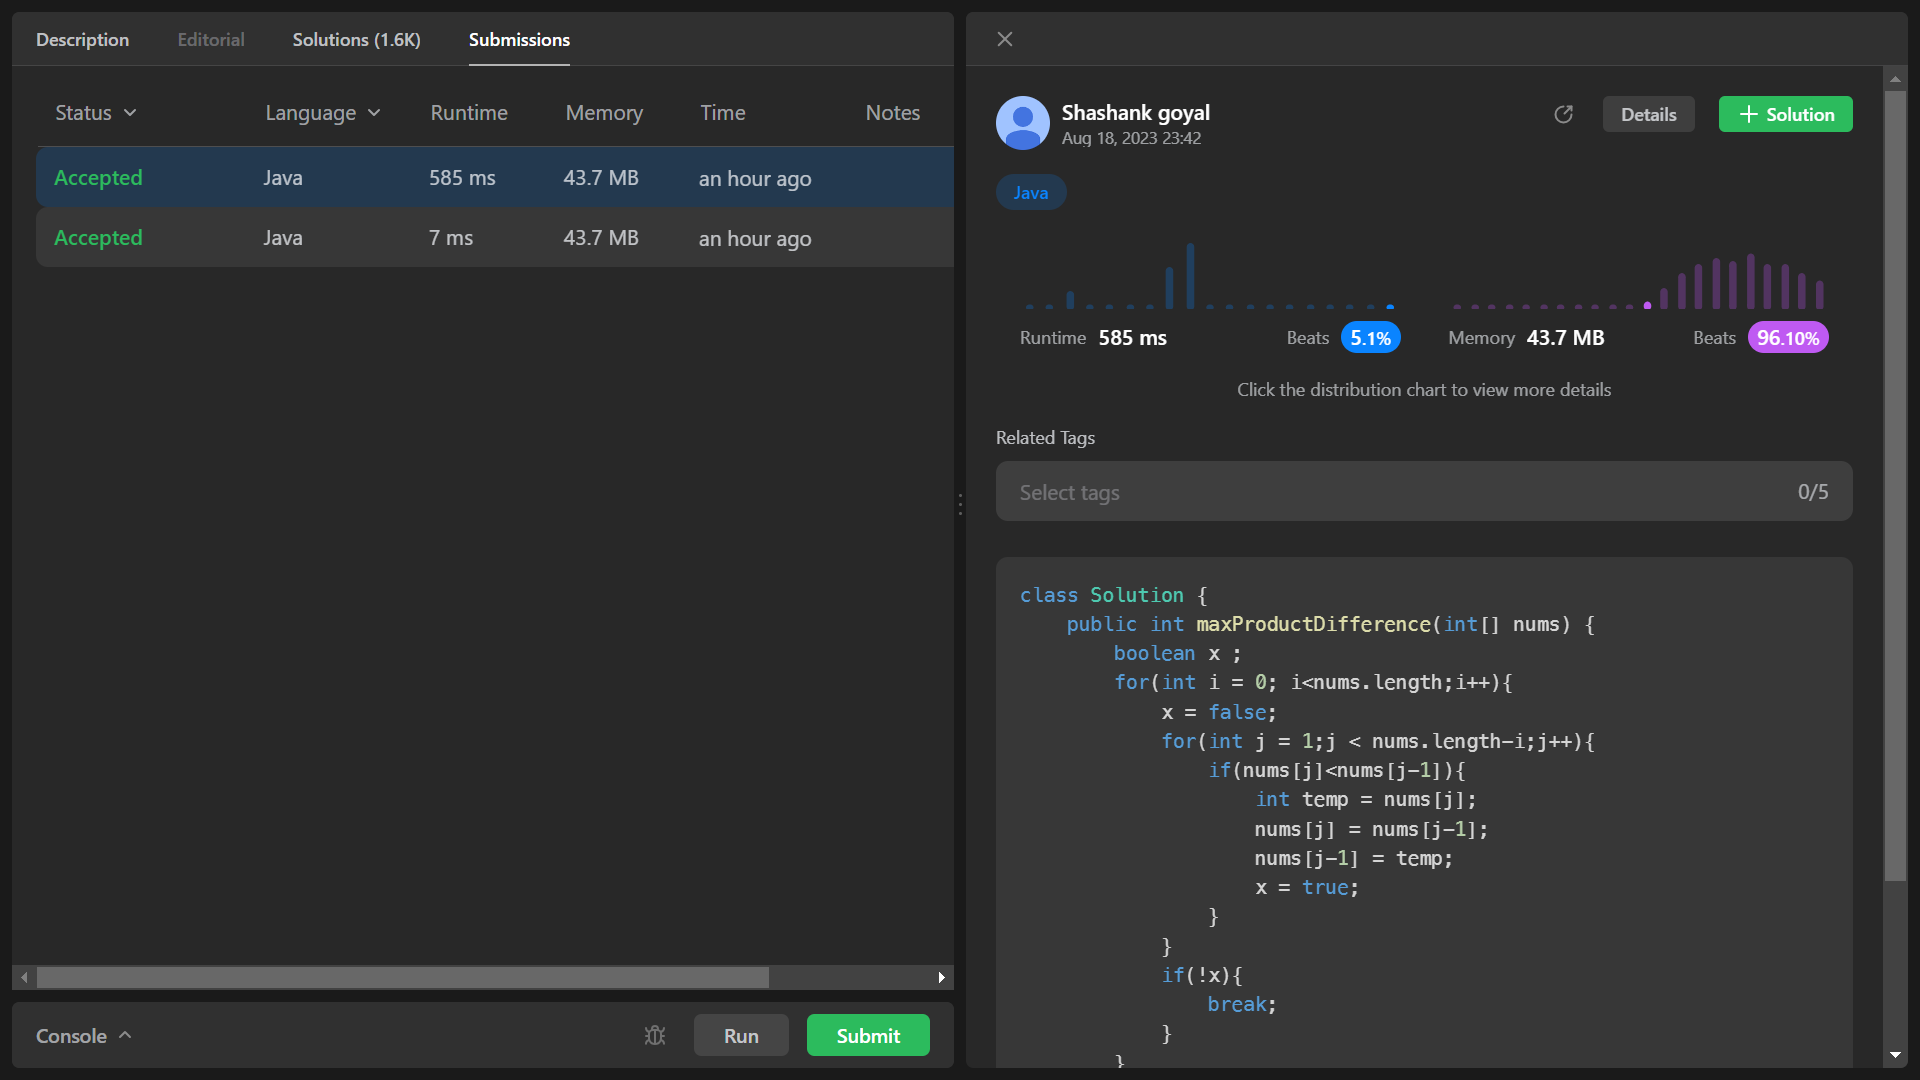 Description Editorial Solutions (1.6K) Submissions
Status Language Runtime Memory Time Notes
Accepted Java 585 ms 43.7 MB an hour ago
Accepted Java 7 ms 43.7 MB an hour ago
Console Run Submit
Shashank goyal
Aug 18, 2023 23:42
Details + Solution
Java
Runtime 585 ms Beats 5.1% Memory 43.7 MB Beats 96.10%
Click the distribution chart to view more details
Related Tags
Select tags 0/5
class Solution {
    public int maxProductDifference(int[] nums) {
        boolean x ;
        for(int i = 0; i<nums.length;i++){
            x = false;
            for(int j = 1;j < nums.length-i;j++){
                if(nums[j]<nums[j-1]){
                    int temp = nums[j];
                    nums[j] = nums[j-1];
                    nums[j-1] = temp;
                    x = true;
                }
            }
            if(!x){
                break;
            }
        }